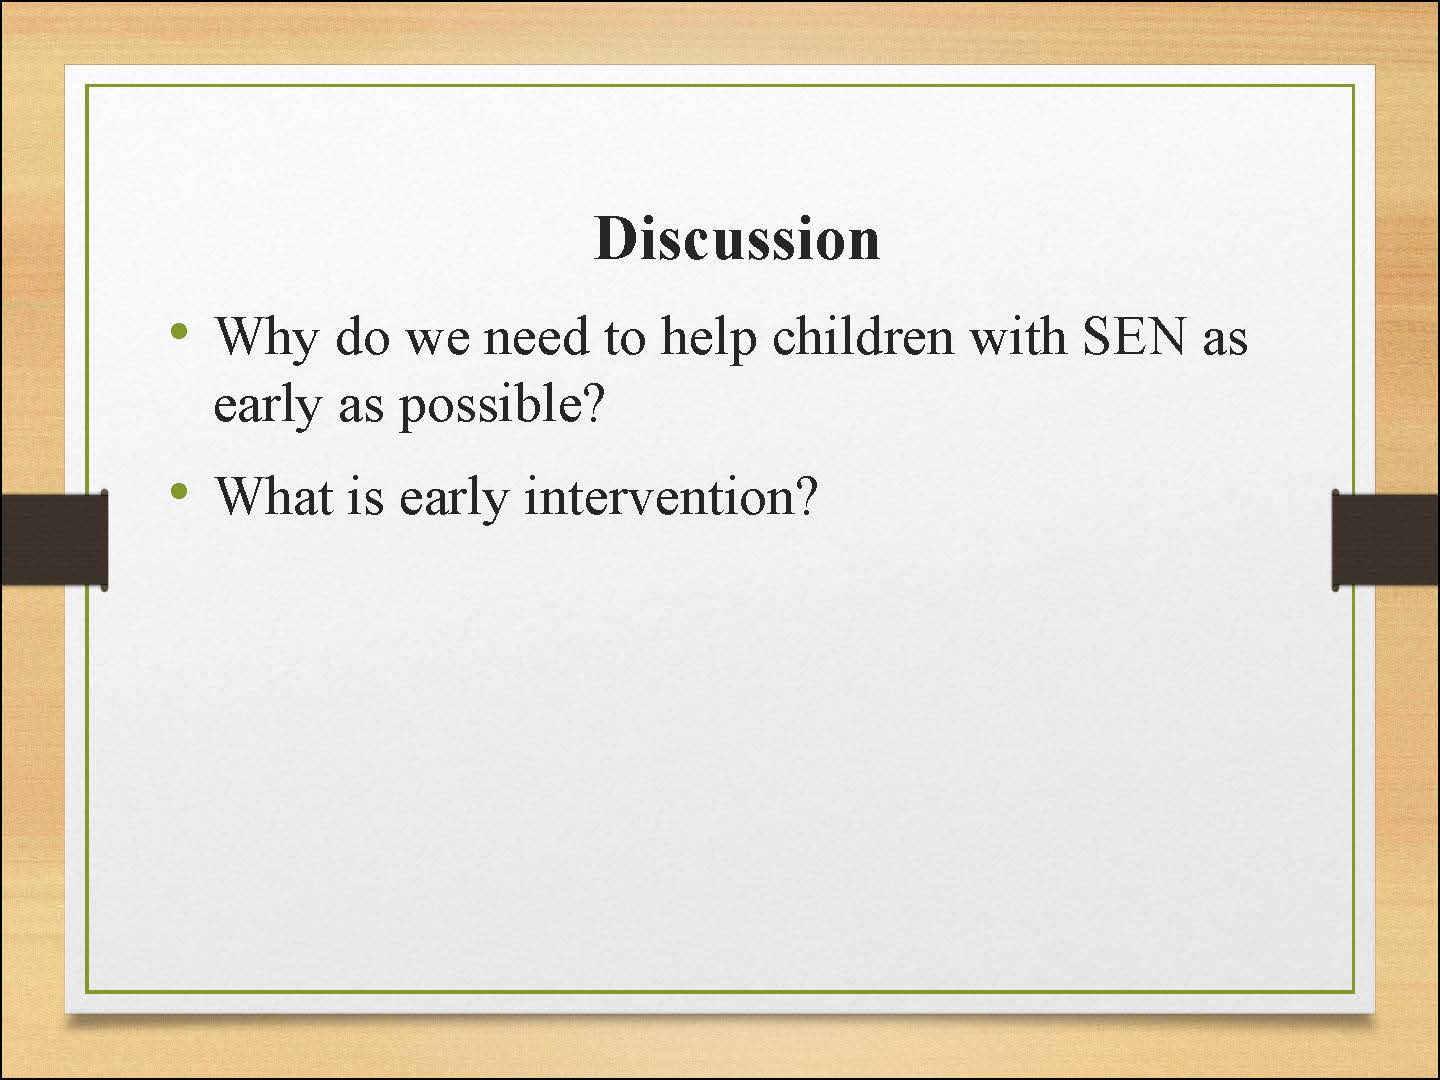 Discussion
• Why do we need to help children with SEN as
early as possible?
• What is early intervention?